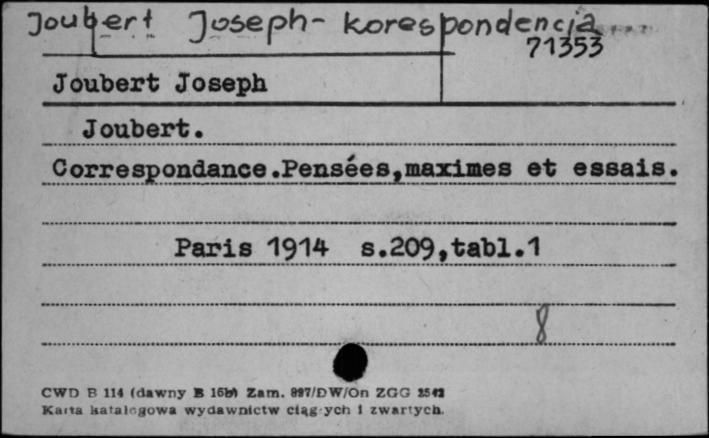 Joubert Joseph- korespondencja
71353
Joubert Joseph
Joubert.
Correspondance.Pensées,maximes et essais.
Paris 1914 s.209,tabl.1
8
CWD B 114 (dawny B 16b) Zam. 897/DW/On ZGG 2542
Karta katalogowa wydawnictw ciągłych i zwartych.